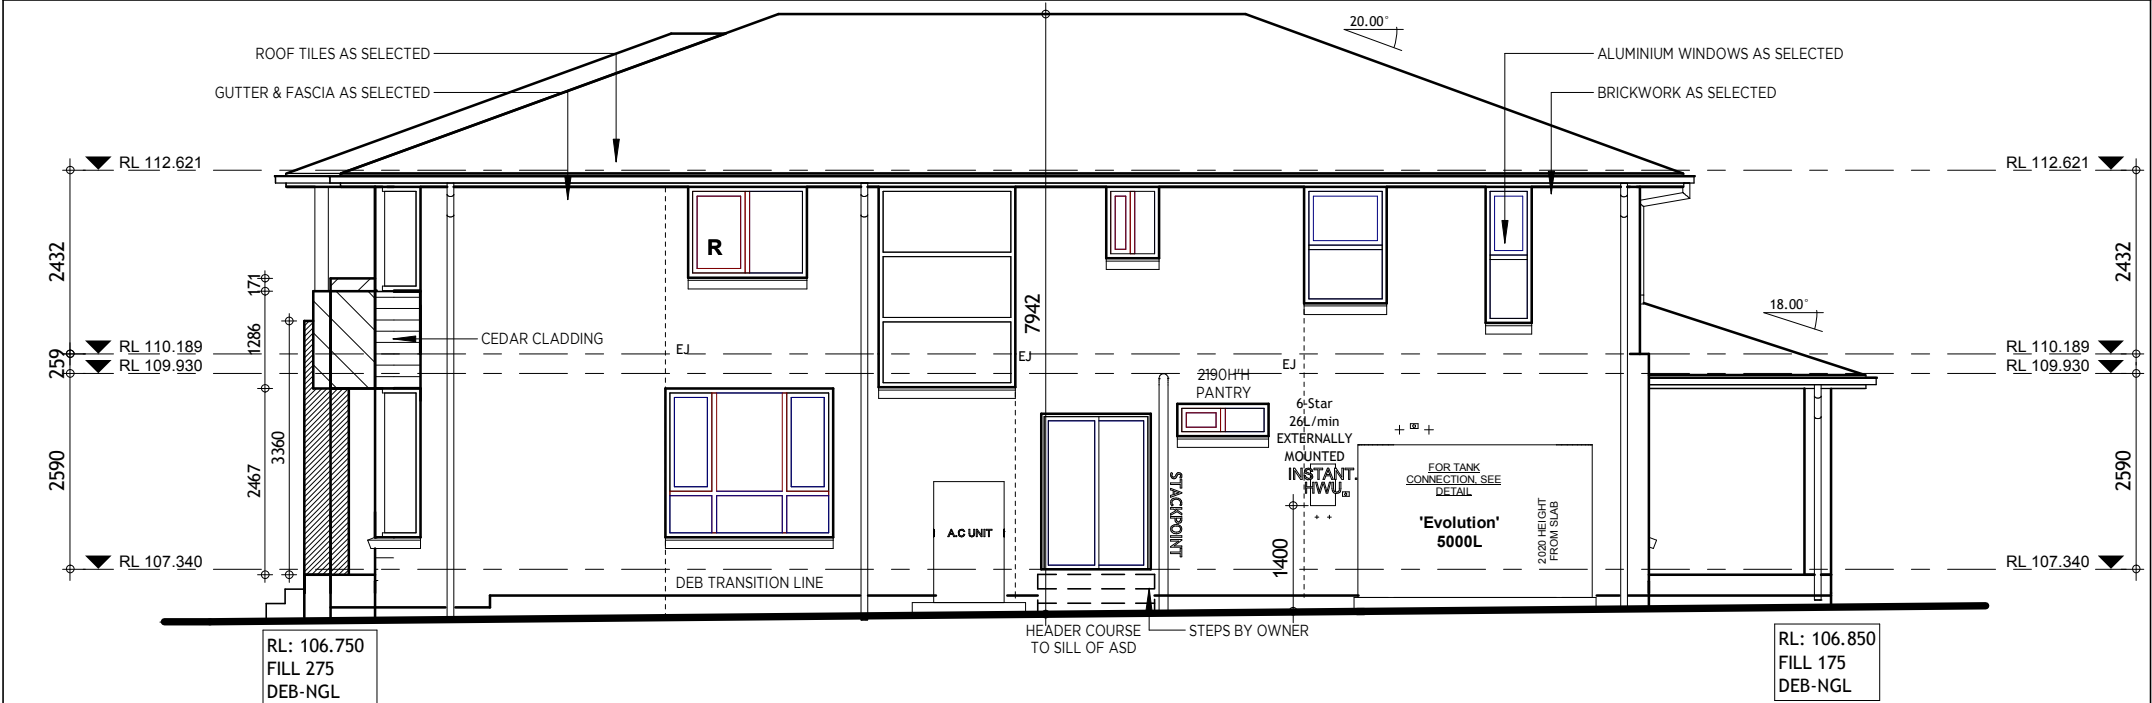 20.00°
ROOF TILES AS SELECTED
ALUMINIUM WINDOWS AS SELECTED
GUTTER & FASCIA AS SELECTED
BRICKWORK AS SELECTED
RL 112.621
RL 112.621
2432
171
R
7942
2432
18.00°
1286
CEDAR CLADDING
RL 110.189
EJ
EJ
EJ
RL 110.189
259
RL 109.930
RL 109.930
2190H'H
PANTRY
6-Star
26L/min
EXTERNALLY
MOUNTED
INSTANT.
HWU
3360
2467
2590
STACKPOINT
FOR TANK
CONNECTION, SEE
DETAIL
'Evolution'
5000L
2020 HEIGHT
FROM SLAB
2590
A.C UNIT
1400
RL 107.340
RL 107.340
DEB TRANSITION LINE
HEADER COURSE
TO SILL OF ASD
STEPS BY OWNER
RL: 106.750
FILL 275
DEB-NGL
RL: 106.850
FILL 175
DEB-NGL